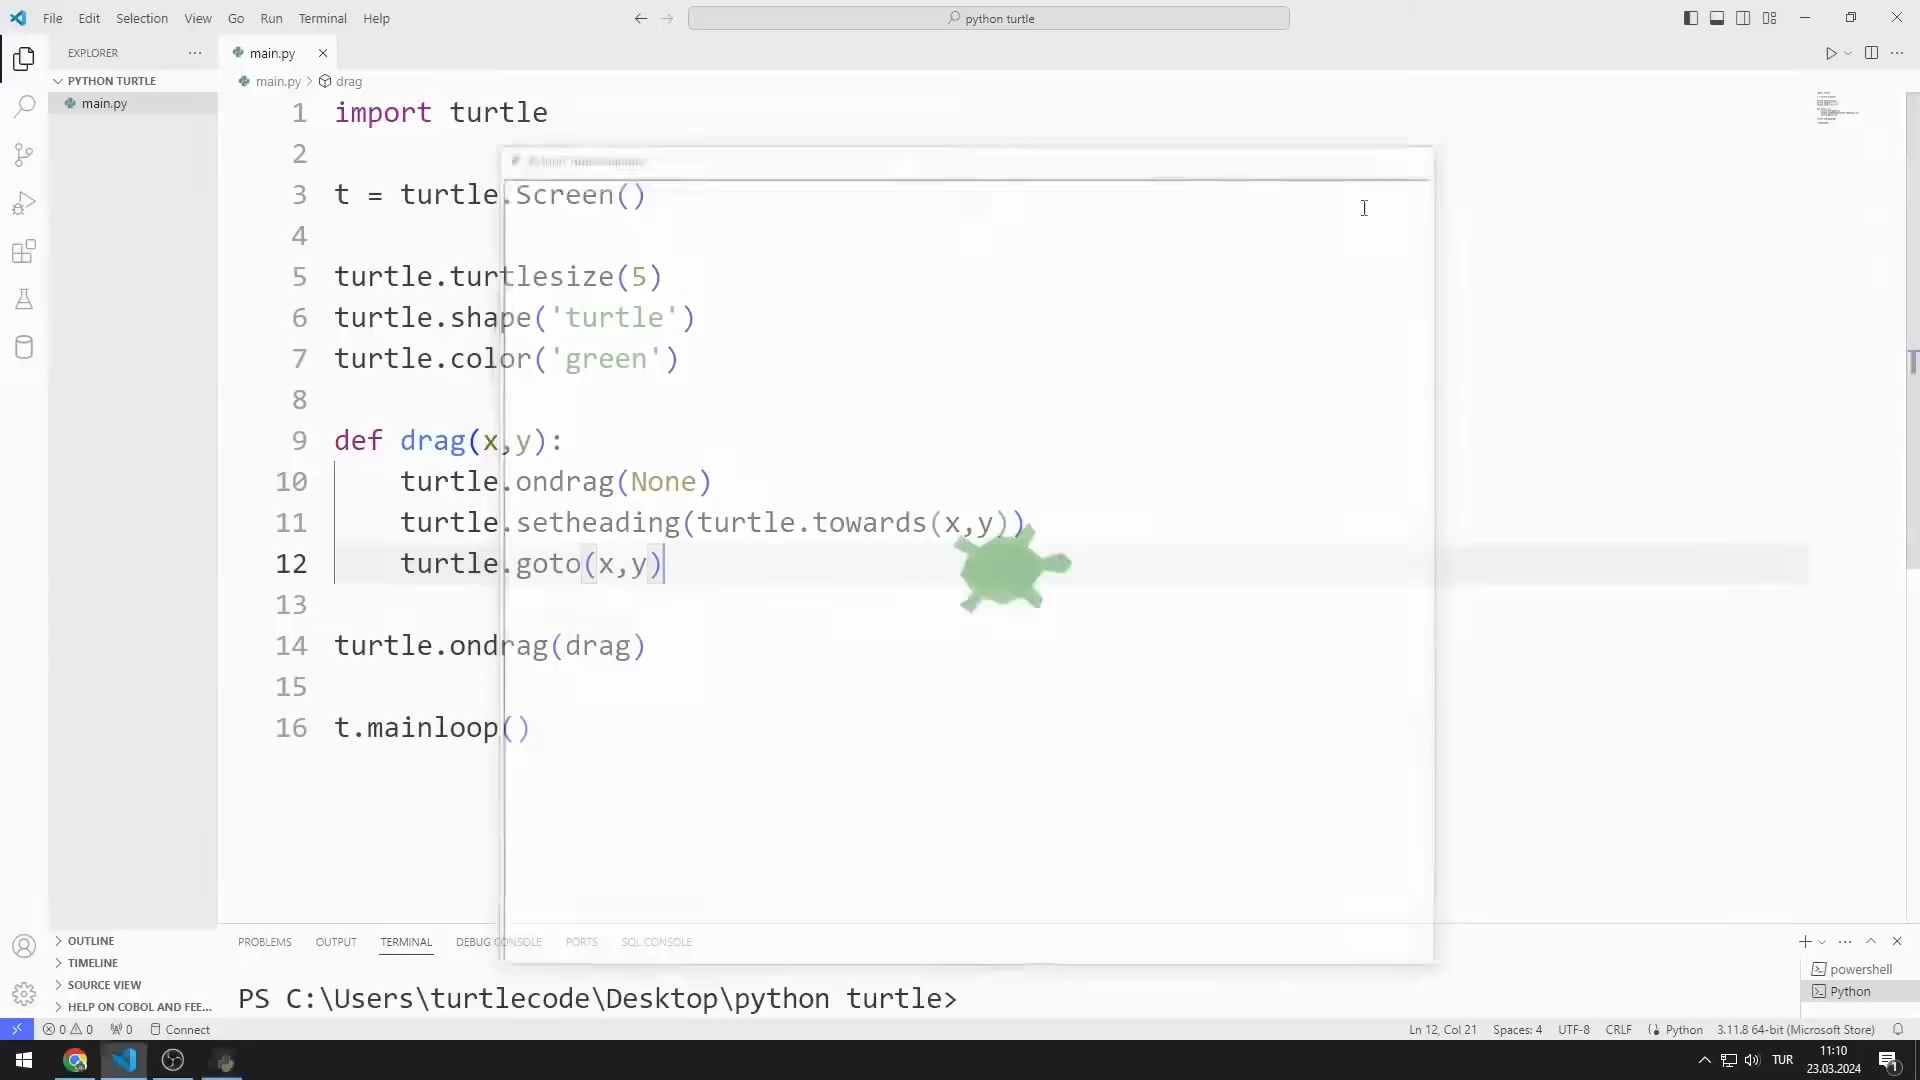 File Edit Selection View Go Run Terminal Help
python turtle
EXPLORER
PYTHON TURTLE
main.py
main.py
main.py > drag
1 import turtle
2
3 t = turtle.Screen()
4
5 turtle.turtlesize(5)
6 turtle.shape('turtle')
7 turtle.color('green')
8
9 def drag(x,y):
10 turtle.ondrag(None)
11 turtle.setheading(turtle.towards(x,y))
12 turtle.goto(x,y)
13
14 turtle.ondrag(drag)
15
16 t.mainloop()
OUTLINE
TIMELINE
SOURCE VIEW
HELP ON COBOL AND FEE...
PROBLEMS OUTPUT TERMINAL DEBUG CONSOLE PORTS SQL CONSOLE
PS C:\Users\turtlecode\Desktop\python turtle>
powershell
Python
0 0 0 Connect
Ln 12, Col 21 Spaces: 4 UTF-8 CRLF Python 3.11.8 64-bit (Microsoft Store)
TUR
11:10
23.03.2024
1